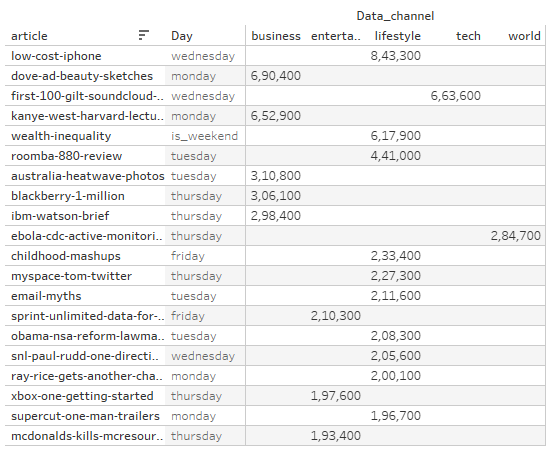 Data_channel
article Day business enterta.. lifestyle tech world
low-cost-iphone wednesday 8,43,300
dove-ad-beauty-sketches monday 6,90,400
first-100-gilt-soundcloud-.. wednesday 6,63,600
kanye-west-harvard-lectu.. monday 6,52,900
wealth-inequality is_weekend 6,17,900
roomba-880-review tuesday 4,41,000
australia-heatwave-photos tuesday 3,10,800
blackberry-1-million thursday 3,06,100
ibm-watson-brief thursday 2,98,400
ebola-cdc-active-monitori.. thursday 2,84,700
childhood-mashups friday 2,33,400
myspace-tom-twitter thursday 2,27,300
email-myths tuesday 2,11,600
sprint-unlimited-data-for-.. friday 2,10,300
obama-nsa-reform-lawma.. tuesday 2,08,300
snl-paul-rudd-one-directi.. wednesday 2,05,600
ray-rice-gets-another-cha.. monday 2,00,100
xbox-one-getting-started thursday 1,97,600
supercut-one-man-trailers monday 1,96,700
mcdonalds-kills-mcresour.. thursday 1,93,400